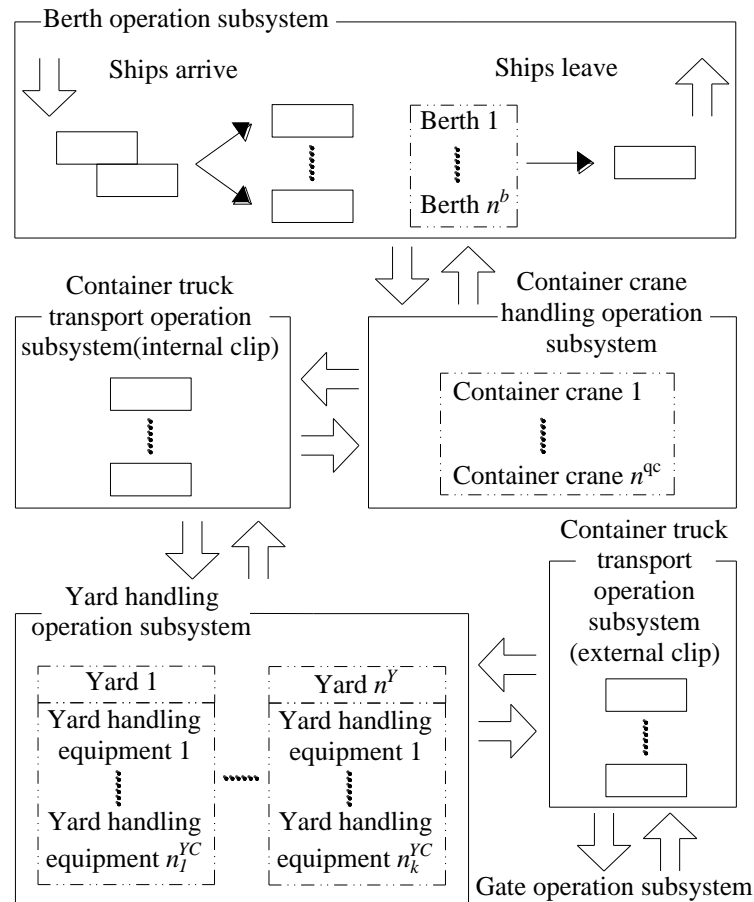 Berth operation subsystem
Ships arrive
Ships leave
Berth 1
Berth n^b
Container truck
transport operation
subsystem(internal clip)
Container crane
handling operation
subsystem
Container crane 1
Container crane n^qc
Container truck
transport
operation
subsystem
(external clip)
Yard handling
operation subsystem
Yard 1
Yard handling
equipment 1
Yard handling
equipment n_1^YC
Yard n^Y
Yard handling
equipment 1
Yard handling
equipment n_k^YC
Gate operation subsystem